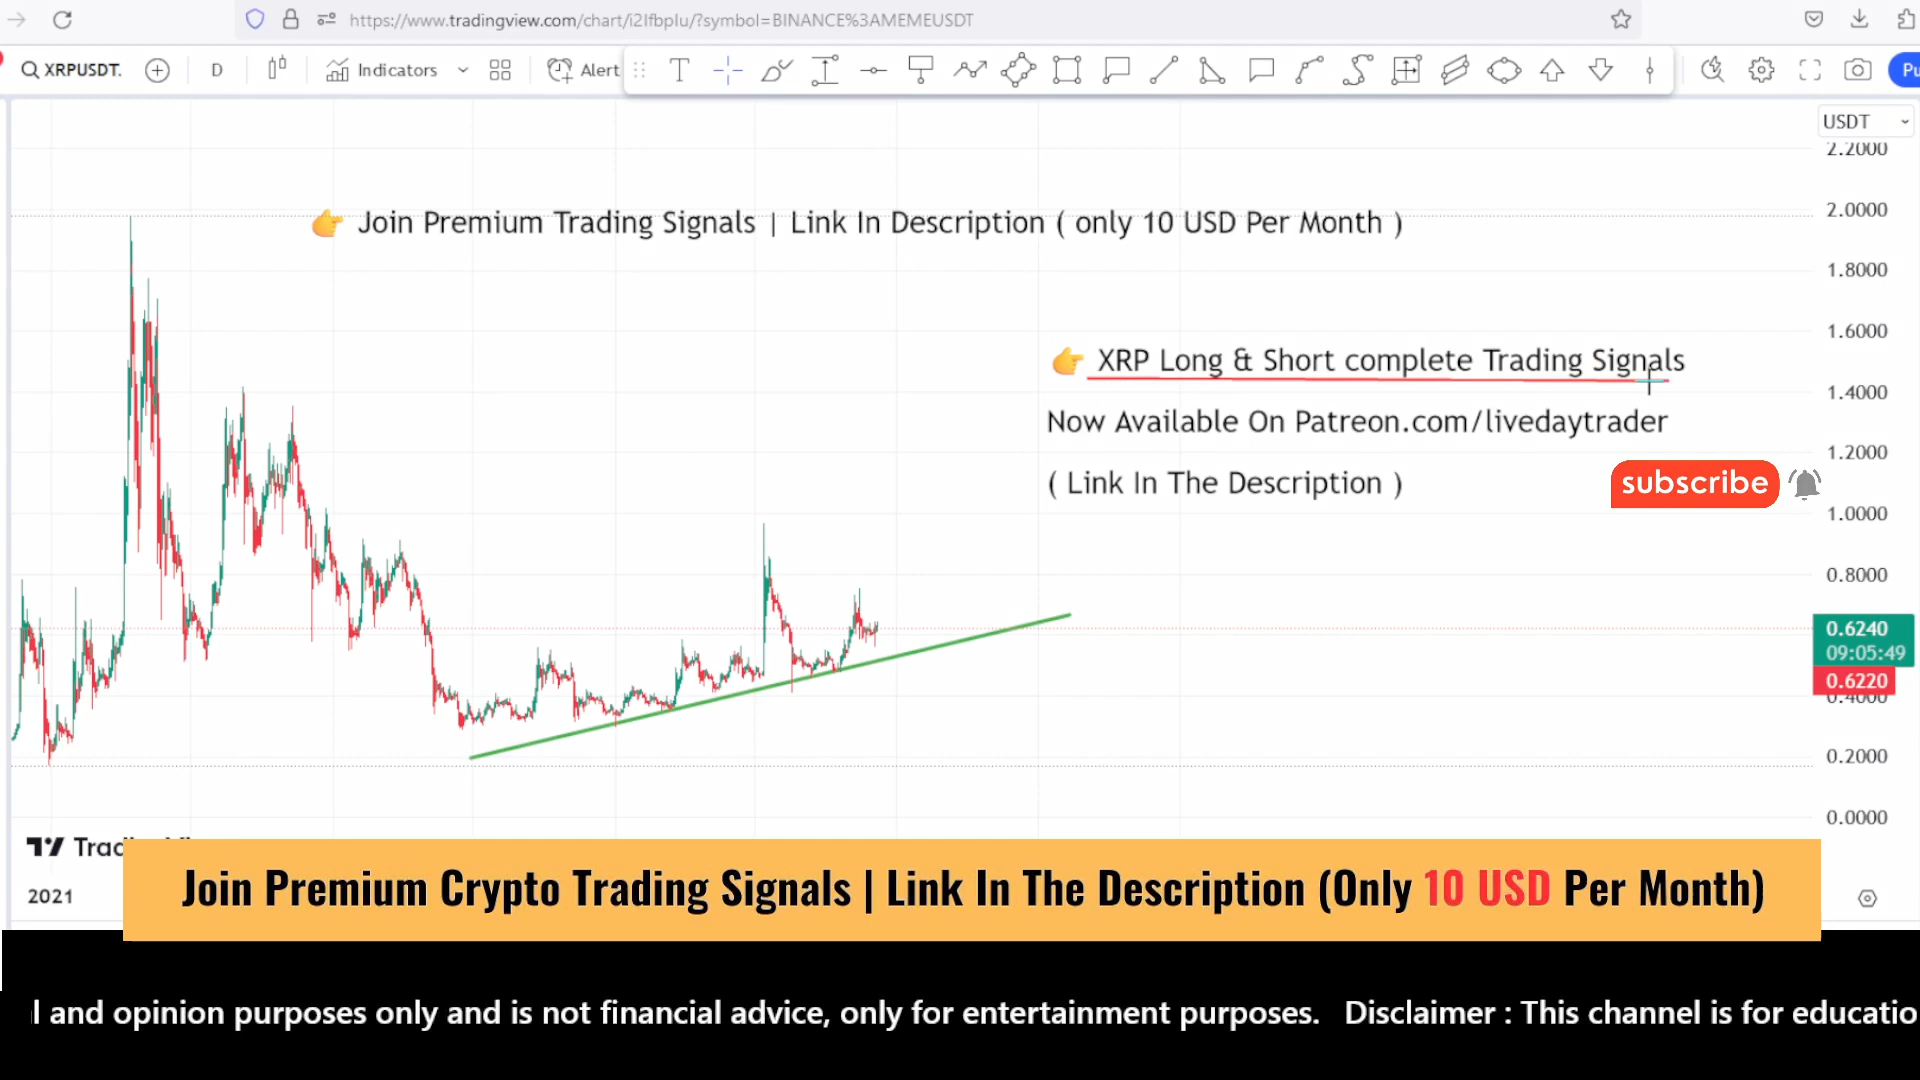 https://www.tradingview.com/chart/i2Ifbplu/?symbol=BINANCE%3AMEMEUSDT
XRPUSDT. D Indicators Alert
USDT
2.2000
2.0000
👉 Join Premium Trading Signals | Link In Description ( only 10 USD Per Month )
1.8000
1.6000
👉 XRP Long & Short complete Trading Signals
1.4000
Now Available On Patreon.com/livedaytrader
1.2000
( Link In The Description )
subscribe
1.0000
0.8000
0.6240
09:05:49
0.6220
0.4000
0.2000
0.0000
2021
Join Premium Crypto Trading Signals | Link In The Description (Only 10 USD Per Month)
l and opinion purposes only and is not financial advice, only for entertainment purposes. Disclaimer : This channel is for educatio